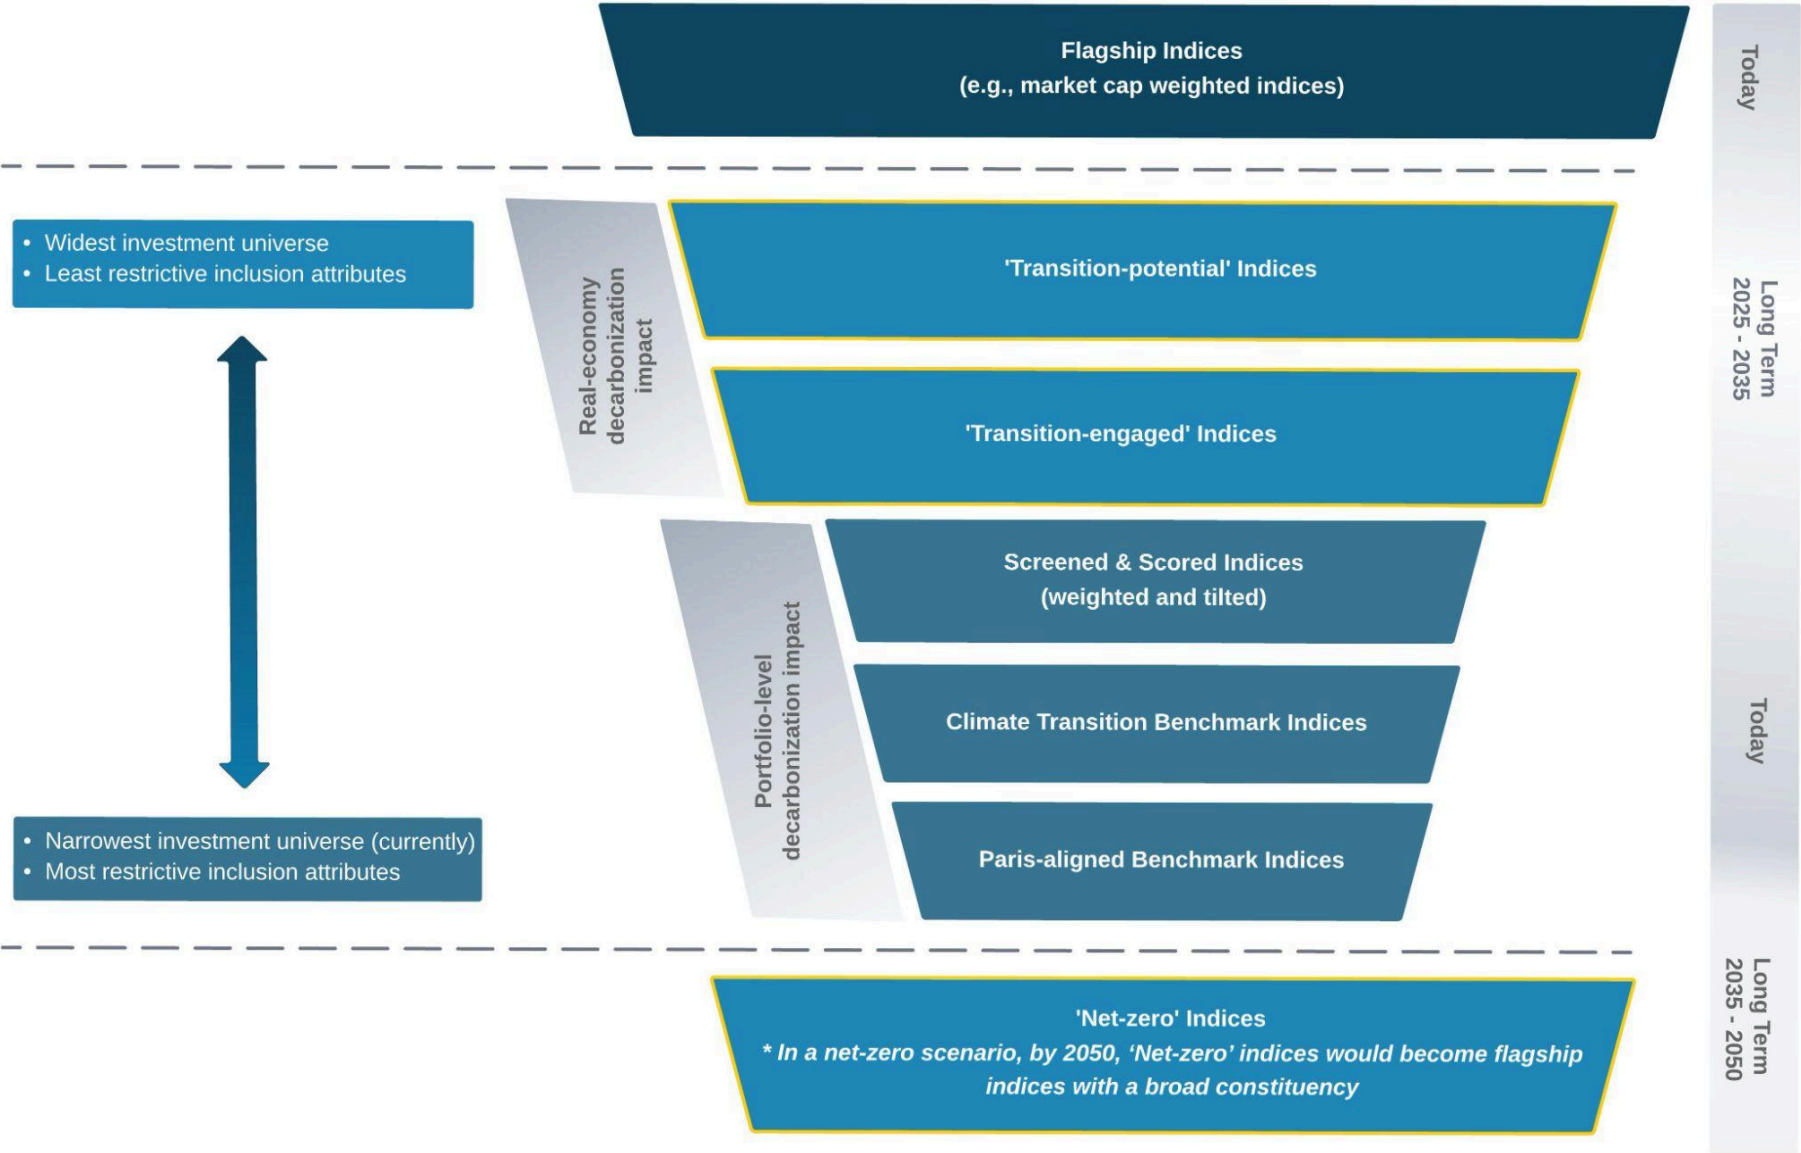 Flagship Indices
(e.g., market cap weighted indices)
Today
• Widest investment universe
• Least restrictive inclusion attributes
Real-economy
decarbonization
impact
'Transition-potential' Indices
Long Term
2025 - 2035
'Transition-engaged' Indices
Portfolio-level
decarbonization impact
Screened & Scored Indices
(weighted and tilted)
Climate Transition Benchmark Indices
Today
• Narrowest investment universe (currently)
• Most restrictive inclusion attributes
Paris-aligned Benchmark Indices
'Net-zero' Indices
* In a net-zero scenario, by 2050, ‘Net-zero’ indices would become flagship
indices with a broad constituency
Long Term
2035 - 2050